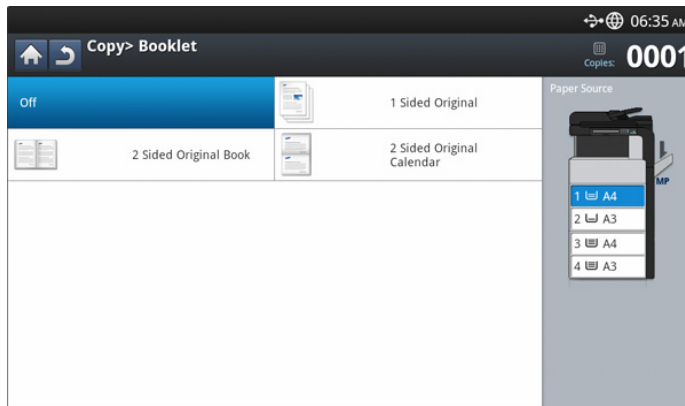 06:35 AM
Copy> Booklet
Copies: 0001
Off
1 Sided Original
2 Sided Original Book
2 Sided Original
Calendar
Paper Source
MP
1 A4
2 A3
3 A4
4 A3